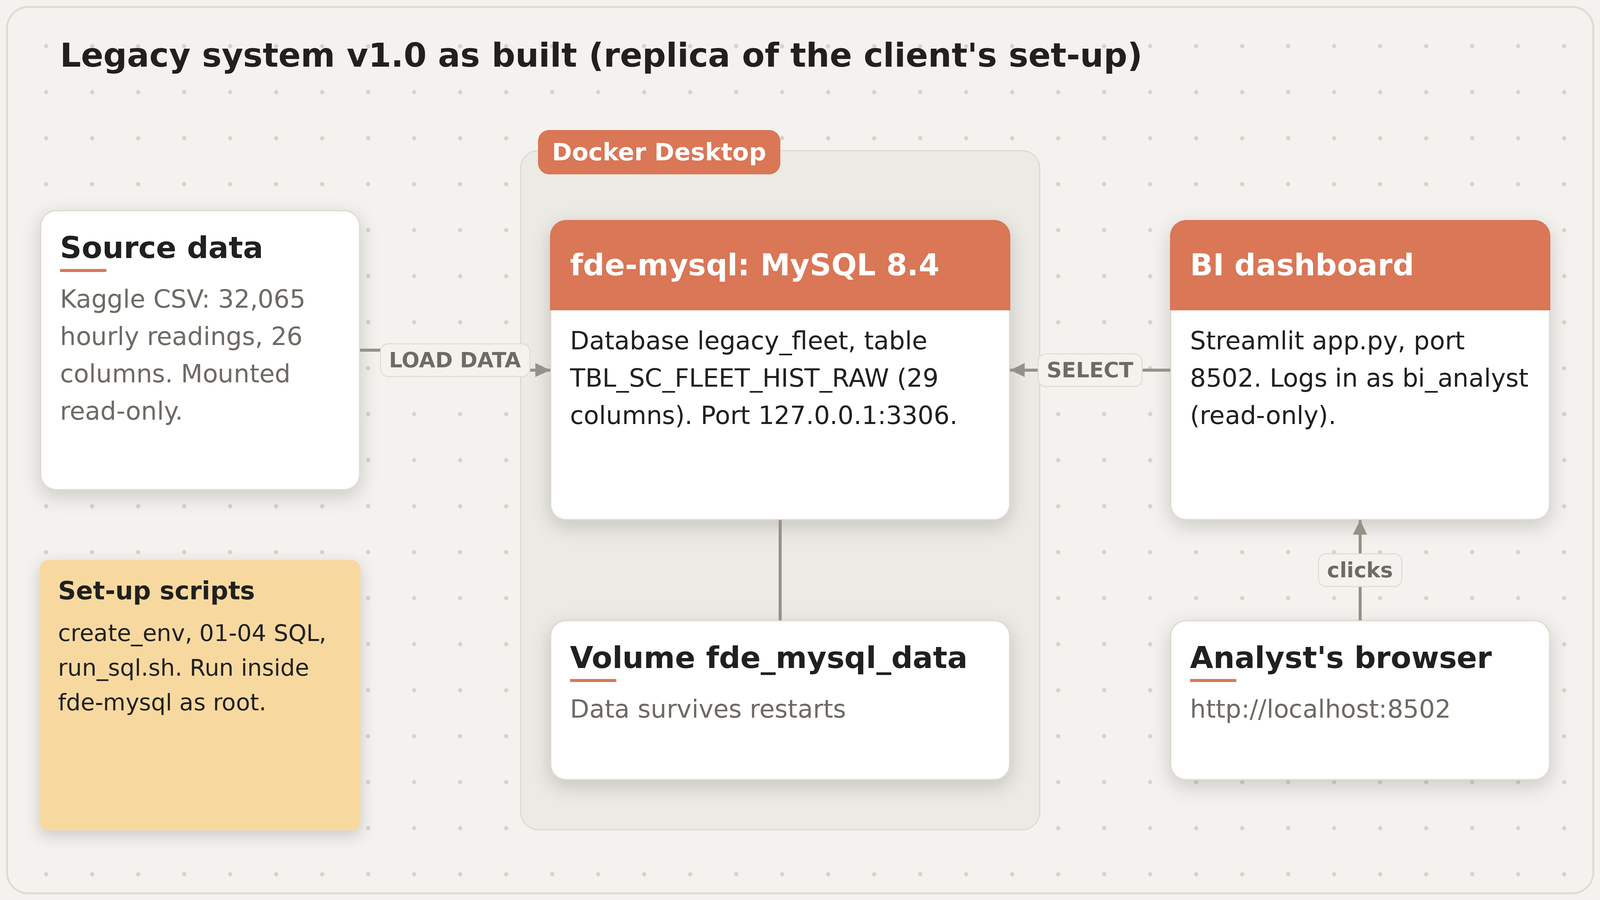 Legacy system v1.0 as built (replica of the client's set-up)
Docker Desktop
Source data
Kaggle CSV: 32,065
hourly readings, 26
columns. Mounted
read-only.
LOAD DATA
fde-mysql: MySQL 8.4
Database legacy_fleet, table
TBL_SC_FLEET_HIST_RAW (29
columns). Port 127.0.0.1:3306.
SELECT
BI dashboard
Streamlit app.py, port
8502. Logs in as bi_analyst
(read-only).
clicks
Set-up scripts
create_env, 01-04 SQL,
run_sql.sh. Run inside
fde-mysql as root.
Volume fde_mysql_data
Data survives restarts
Analyst's browser
http://localhost:8502